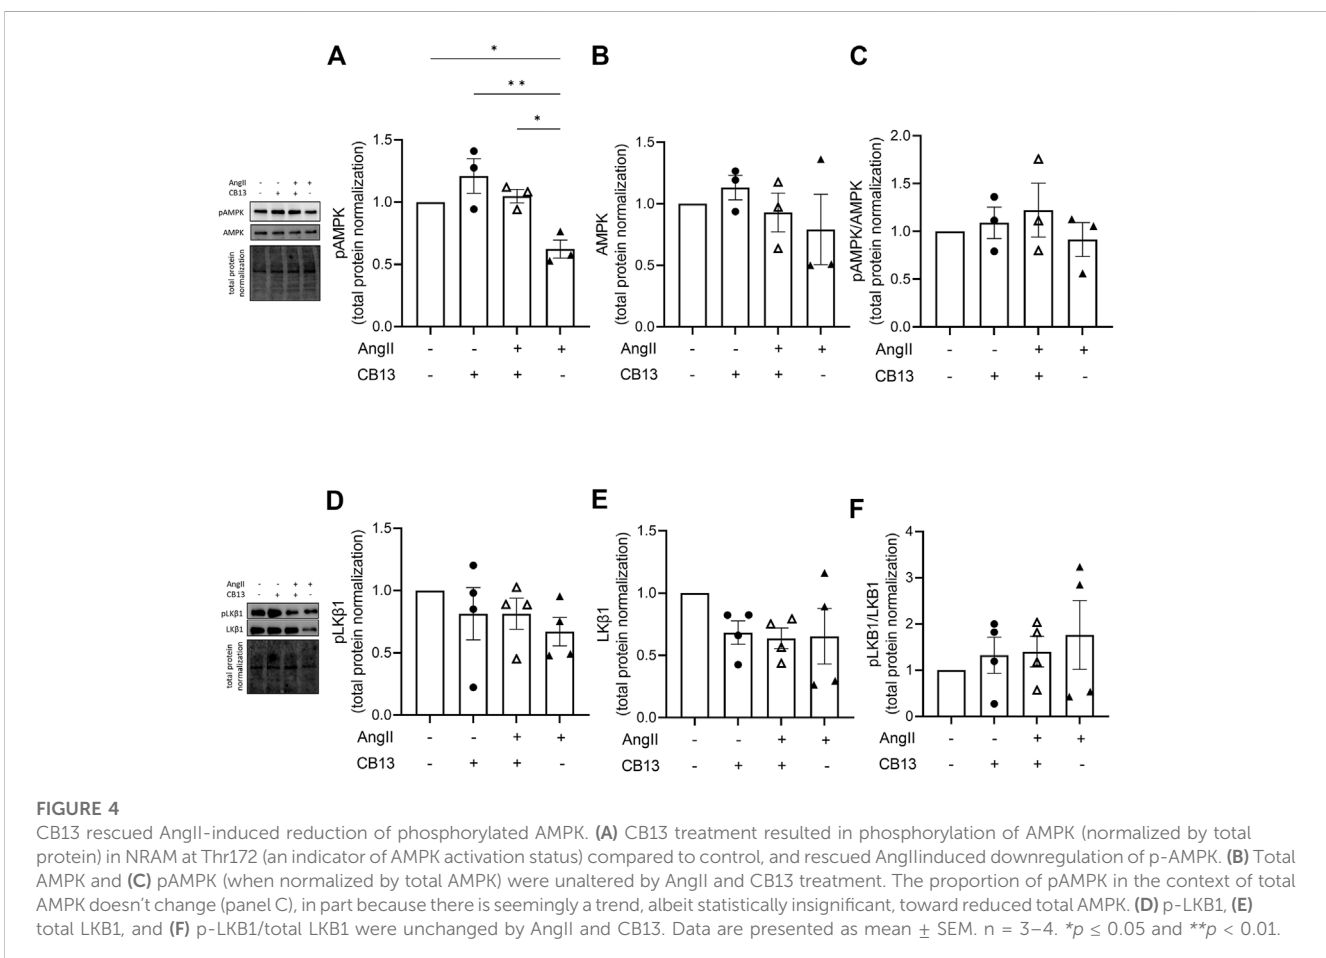 A
B
C
*
* *
*
AngII - - + +
CB13 - + + -
pAMPK
AMPK
total protein
normalization
pAMPK
(total protein normalization)
1.5
1.0
0.5
0.0
AngII - - + +
CB13 - + + -
AMPK
(total protein normalization)
1.5
1.0
0.5
0.0
AngII - - + +
CB13 - + + -
pAMPK/AMPK
(total protein normalization)
2.0
1.5
1.0
0.5
0.0
AngII - - + +
CB13 - + + -
D
E
F
AngII - - + +
CB13 - + + -
pLKβ1
LKβ1
total protein
normalization
pLKβ1
(total protein normalization)
1.5
1.0
0.5
0.0
AngII - - + +
CB13 - + + -
LKβ1
(total protein normalization)
1.5
1.0
0.5
0.0
AngII - - + +
CB13 - + + -
pLKB1/LKB1
(total protein normalization)
4
3
2
1
0
AngII - - + +
CB13 - + + -
FIGURE 4
CB13 rescued AngII-induced reduction of phosphorylated AMPK. (A) CB13 treatment resulted in phosphorylation of AMPK (normalized by total
protein) in NRAM at Thr172 (an indicator of AMPK activation status) compared to control, and rescued AngIIinduced downregulation of p-AMPK. (B) Total
AMPK and (C) pAMPK (when normalized by total AMPK) were unaltered by AngII and CB13 treatment. The proportion of pAMPK in the context of total
AMPK doesn't change (panel C), in part because there is seemingly a trend, albeit statistically insignificant, toward reduced total AMPK. (D) p-LKB1, (E)
total LKB1, and (F) p-LKB1/total LKB1 were unchanged by AngII and CB13. Data are presented as mean ± SEM. n = 3–4. *p ≤ 0.05 and **p < 0.01.